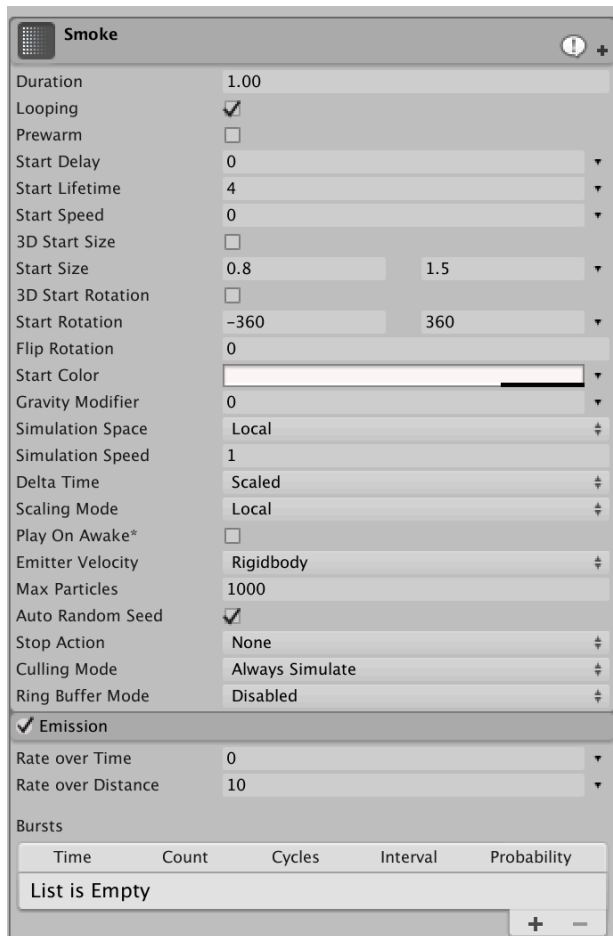 Smoke
Duration 1.00
Looping
Prewarm
Start Delay 0
Start Lifetime 4
Start Speed 0
3D Start Size
Start Size 0.8 1.5
3D Start Rotation
Start Rotation -360 360
Flip Rotation 0
Start Color
Gravity Modifier 0
Simulation Space Local
Simulation Speed 1
Delta Time Scaled
Scaling Mode Local
Play On Awake*
Emitter Velocity Rigidbody
Max Particles 1000
Auto Random Seed
Stop Action None
Culling Mode Always Simulate
Ring Buffer Mode Disabled
Emission
Rate over Time 0
Rate over Distance 10
Bursts
Time Count Cycles Interval Probability
List is Empty